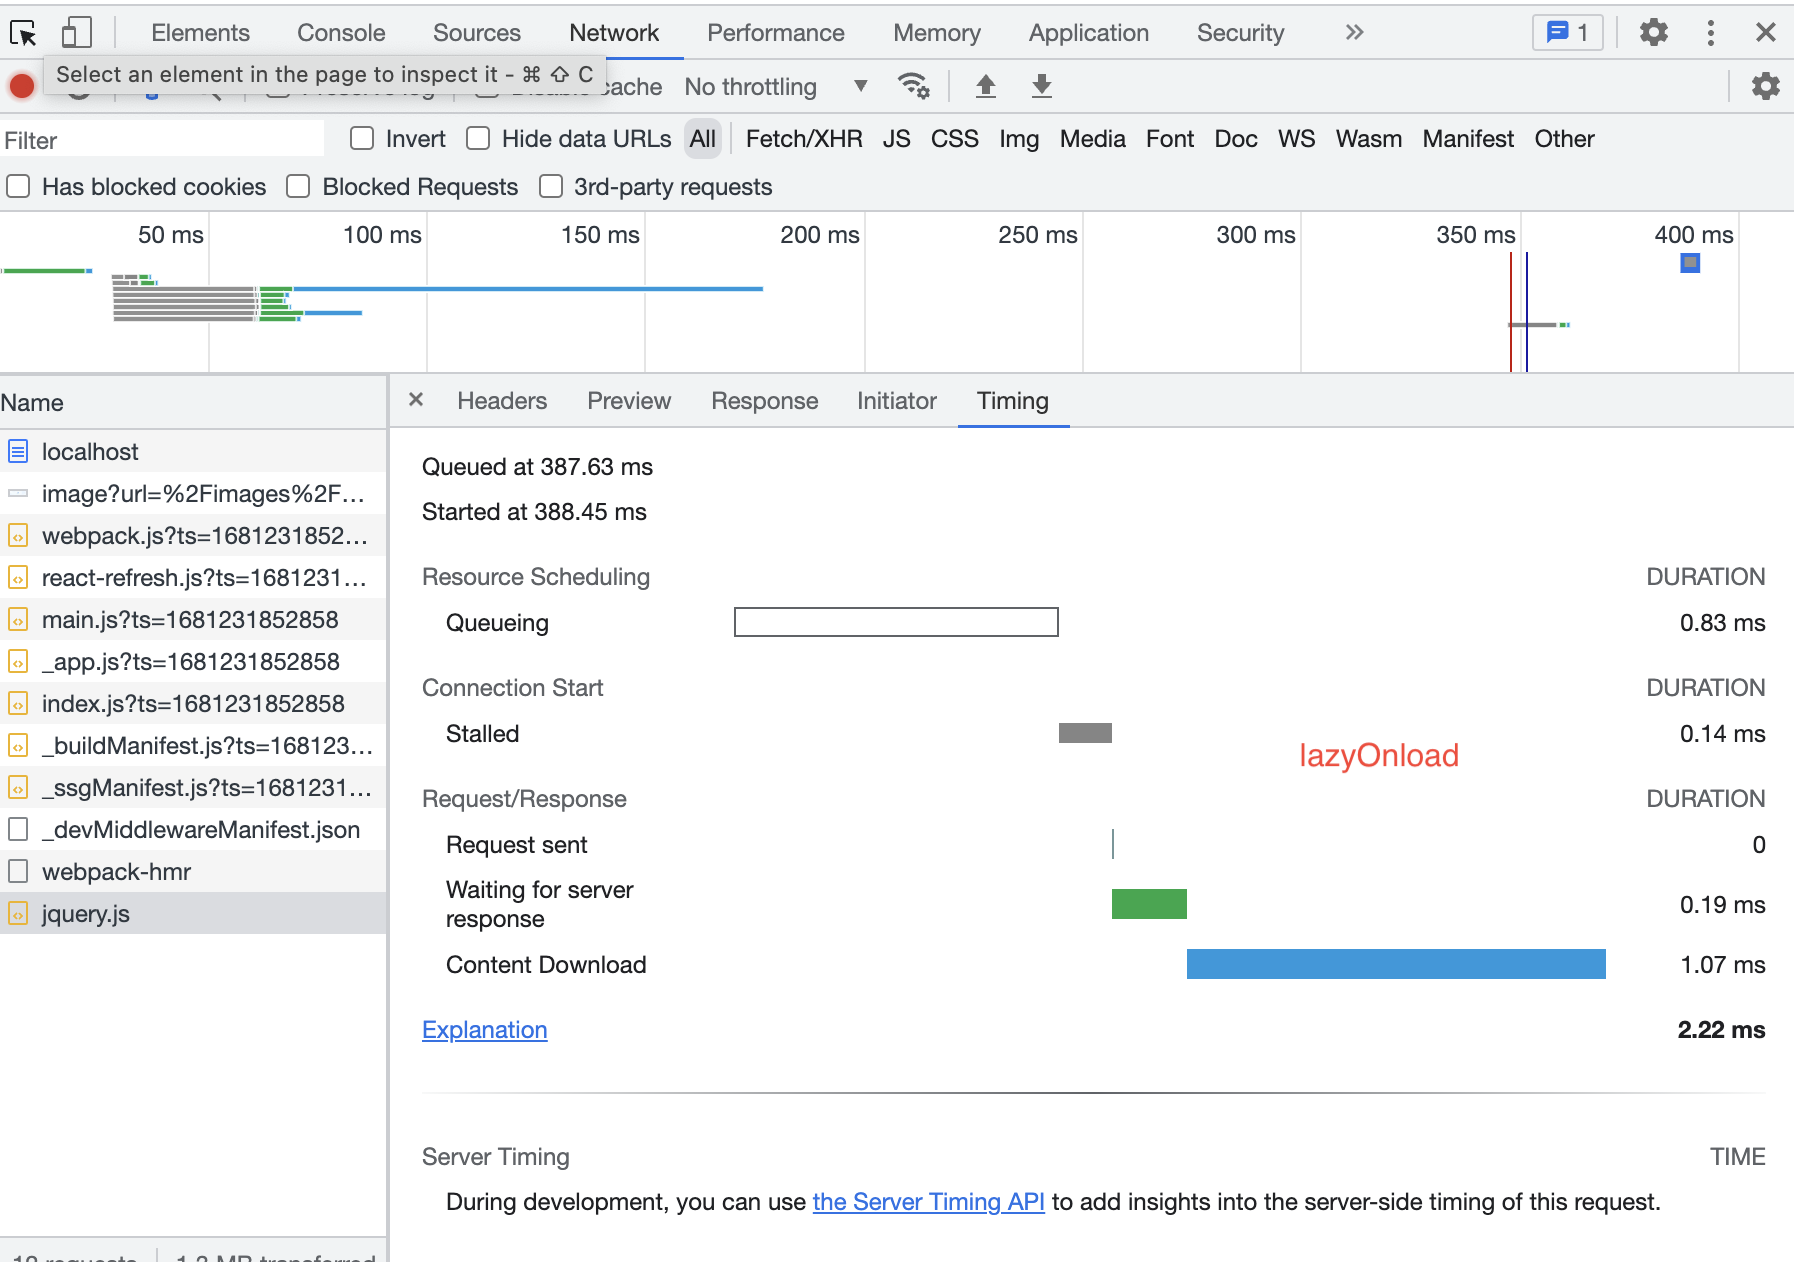 Elements Console Sources Network Performance Memory Application Security » 1
Select an element in the page to inspect it - ⌘ ⇧ C
cache No throttling
Filter Invert Hide data URLs All Fetch/XHR JS CSS Img Media Font Doc WS Wasm Manifest Other
Has blocked cookies Blocked Requests 3rd-party requests
50 ms 100 ms 150 ms 200 ms 250 ms 300 ms 350 ms 400 ms
Name
localhost
image?url=%2Fimages%2F...
webpack.js?ts=1681231852...
react-refresh.js?ts=1681231...
main.js?ts=1681231852858
_app.js?ts=1681231852858
index.js?ts=1681231852858
_buildManifest.js?ts=168123...
_ssgManifest.js?ts=1681231...
_devMiddlewareManifest.json
webpack-hmr
jquery.js
× Headers Preview Response Initiator Timing
Queued at 387.63 ms
Started at 388.45 ms
Resource Scheduling DURATION
Queueing 0.83 ms
Connection Start DURATION
Stalled 0.14 ms
lazyOnload
Request/Response DURATION
Request sent 0
Waiting for server
response 0.19 ms
Content Download 1.07 ms
Explanation 2.22 ms
Server Timing TIME
During development, you can use the Server Timing API to add insights into the server-side timing of this request.